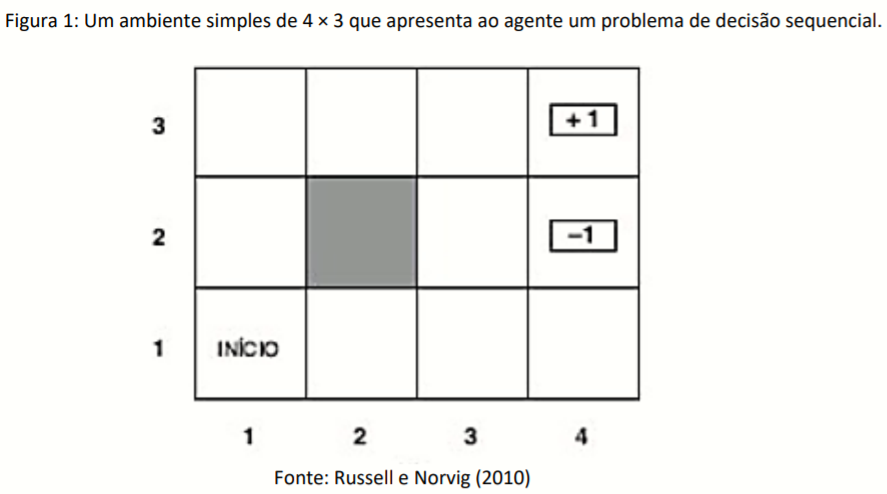 Figura 1: Um ambiente simples de 4 × 3 que apresenta ao agente um problema de decisão sequencial.
3
+ 1
2
–1
1
INÍCIO
1 2 3 4
Fonte: Russell e Norvig (2010)